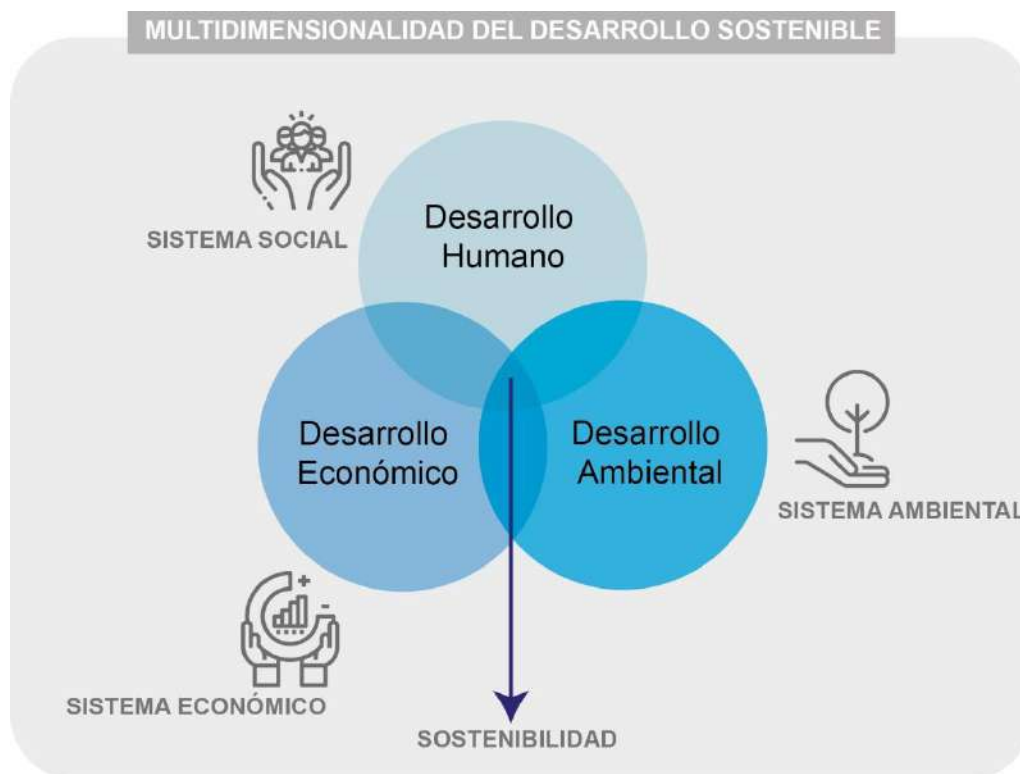 MULTIDIMENSIONALIDAD DEL DESARROLLO SOSTENIBLE
SISTEMA SOCIAL
Desarrollo
Humano
Desarrollo
Económico
Desarrollo
Ambiental
SISTEMA AMBIENTAL
SISTEMA ECONÓMICO
SOSTENIBILIDAD